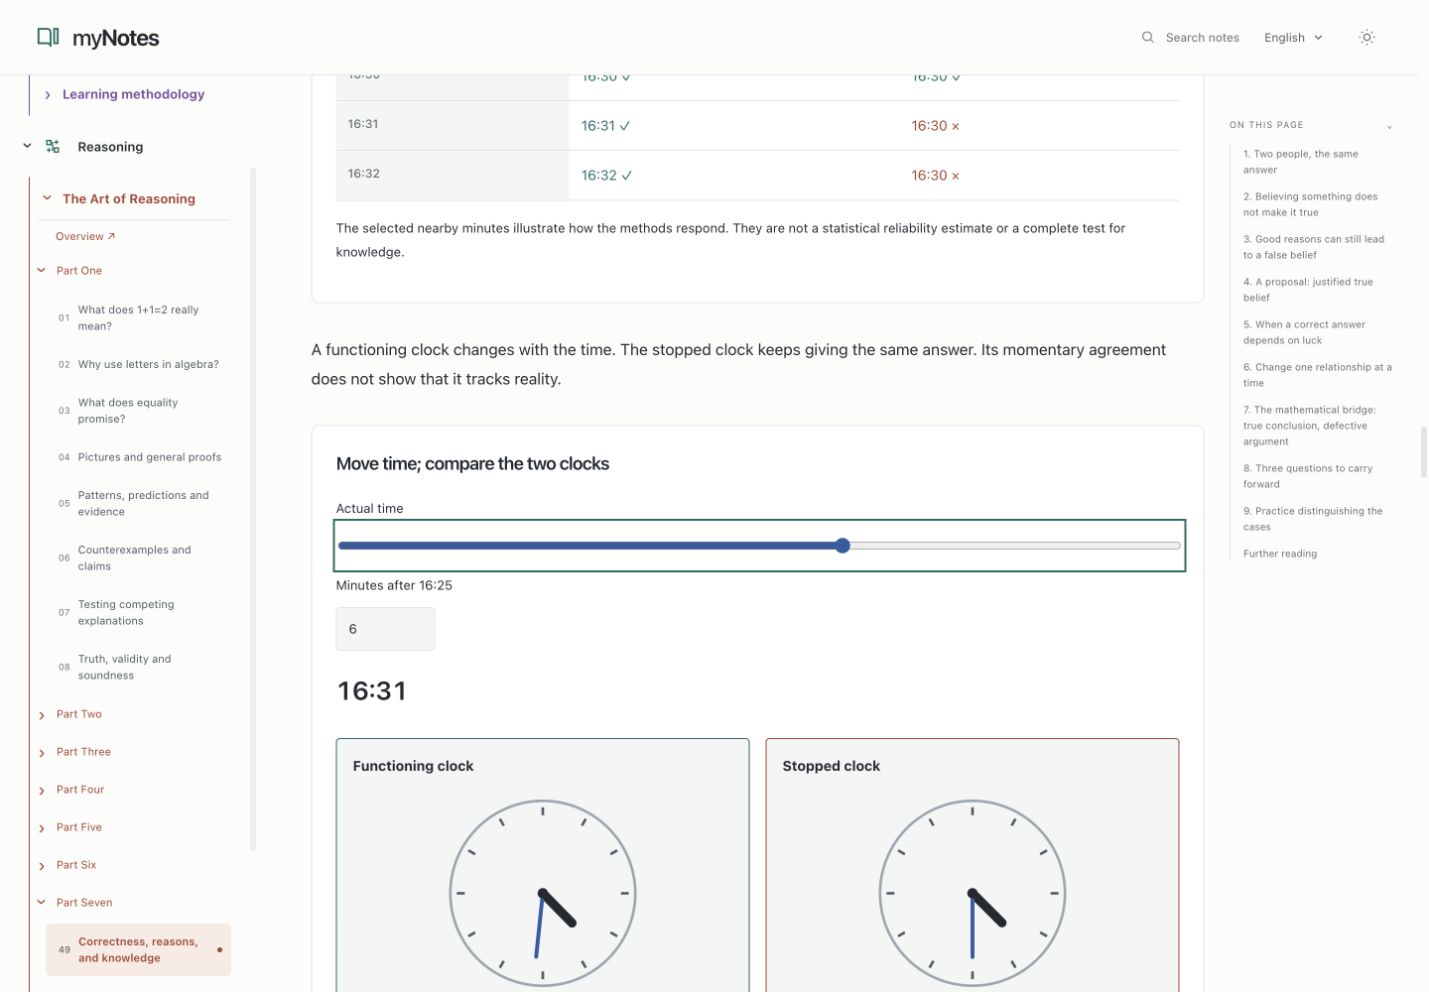 myNotes
Search notes
English
Learning methodology
Reasoning
The Art of Reasoning
Overview ↗
Part One
01 What does 1+1=2 really
mean?
02 Why use letters in algebra?
03 What does equality
promise?
04 Pictures and general proofs
05 Patterns, predictions and
evidence
06 Counterexamples and
claims
07 Testing competing
explanations
08 Truth, validity and
soundness
Part Two
Part Three
Part Four
Part Five
Part Six
Part Seven
49 Correctness, reasons,
and knowledge
16:30 16:30 ✓ 16:30 ✓
16:31 16:31 ✓ 16:30 ×
16:32 16:32 ✓ 16:30 ×
The selected nearby minutes illustrate how the methods respond. They are not a statistical reliability estimate or a complete test for
knowledge.
A functioning clock changes with the time. The stopped clock keeps giving the same answer. Its momentary agreement
does not show that it tracks reality.
Move time; compare the two clocks
Actual time
Minutes after 16:25
6
16:31
Functioning clock
Stopped clock
ON THIS PAGE
1. Two people, the same
answer
2. Believing something does
not make it true
3. Good reasons can still lead
to a false belief
4. A proposal: justified true
belief
5. When a correct answer
depends on luck
6. Change one relationship at a
time
7. The mathematical bridge:
true conclusion, defective
argument
8. Three questions to carry
forward
9. Practice distinguishing the
cases
Further reading